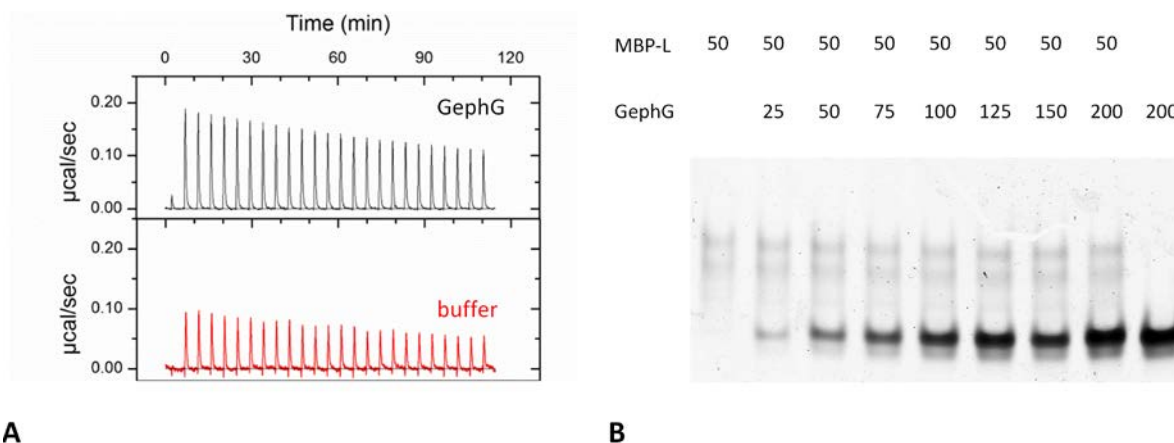 Time (min)
0 30 60 90 120
0.20
0.10
0.00
µcal/sec
GephG
0.20
0.10
0.00
µcal/sec
buffer
A
MBP-L 50 50 50 50 50 50 50 50
GephG 25 50 75 100 125 150 200 200
B